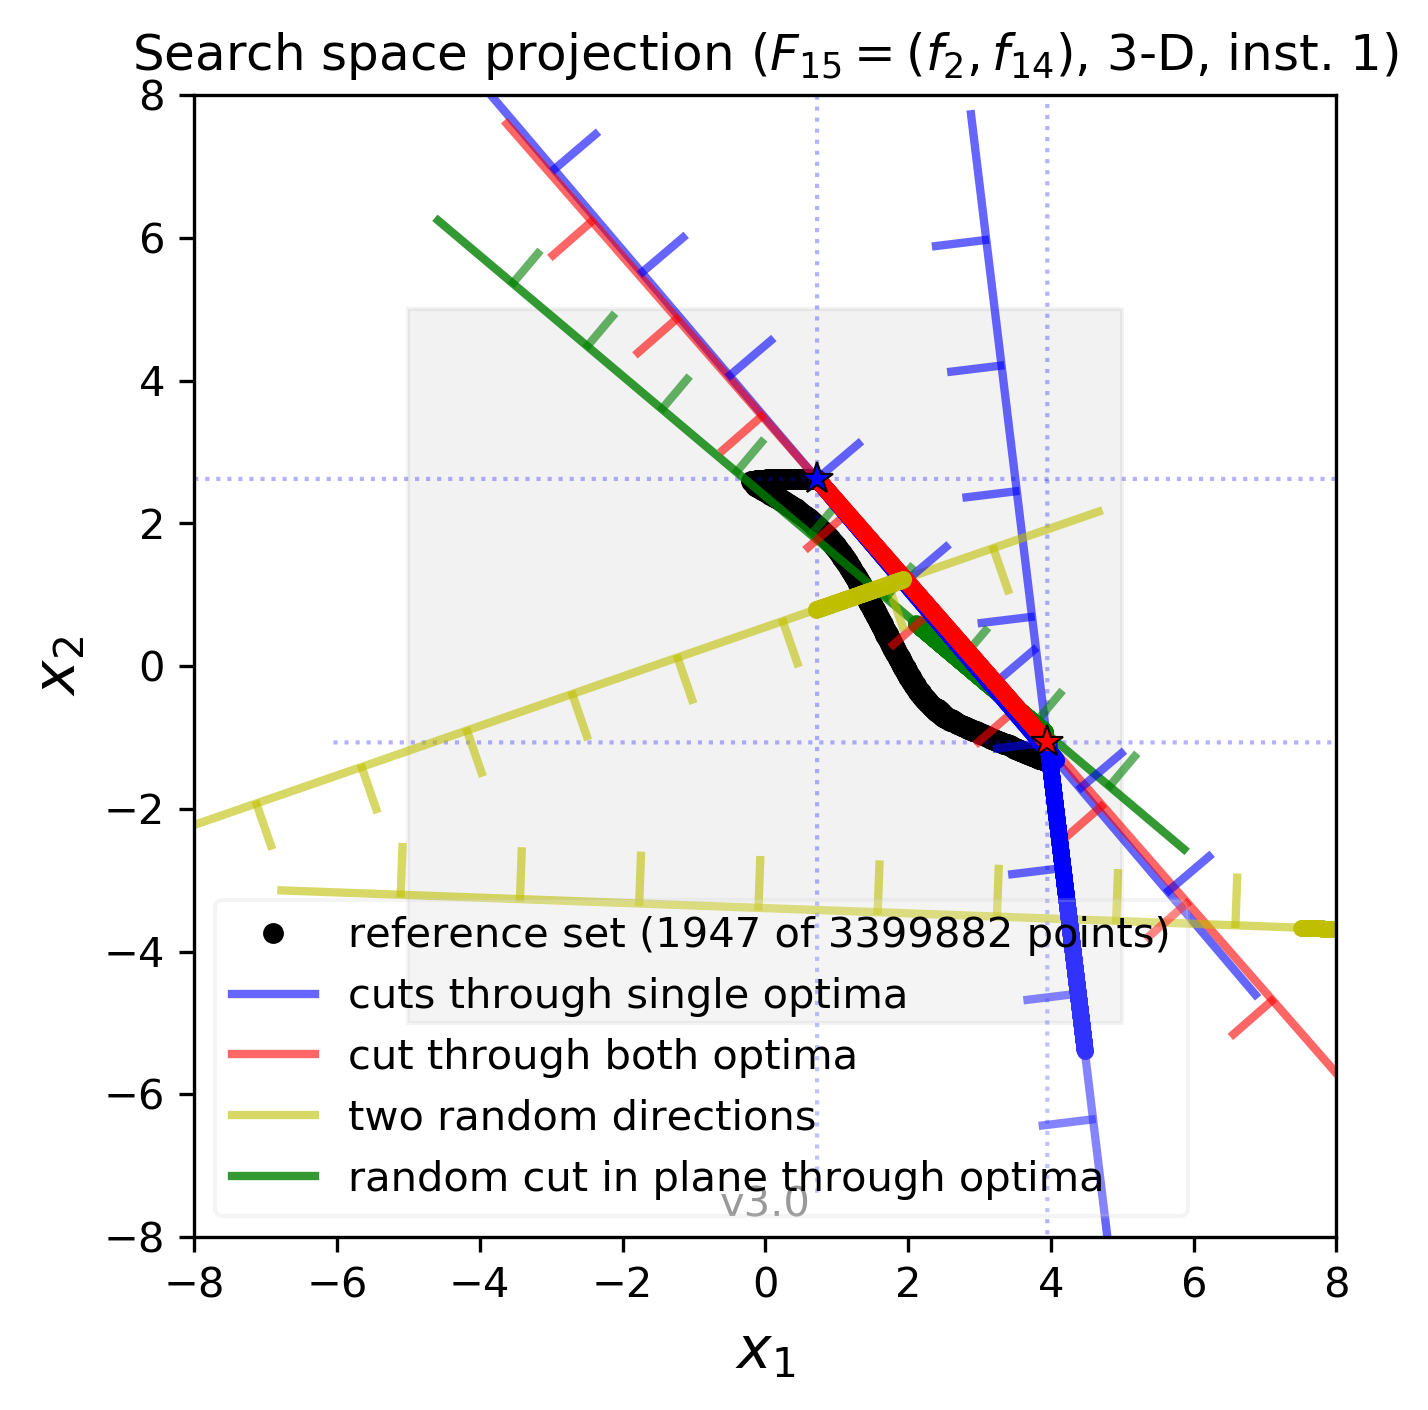 Search space projection (F₁₅ = (f₂, f₁₄), 3-D, inst. 1)
8
6
4
2
0
−2
−4
−6
−8
x₂
reference set (1947 of 3399882 points)
cuts through single optima
cut through both optima
two random directions
random cut in plane through optima
v3.0
−8 −6 −4 −2 0 2 4 6 8
x₁